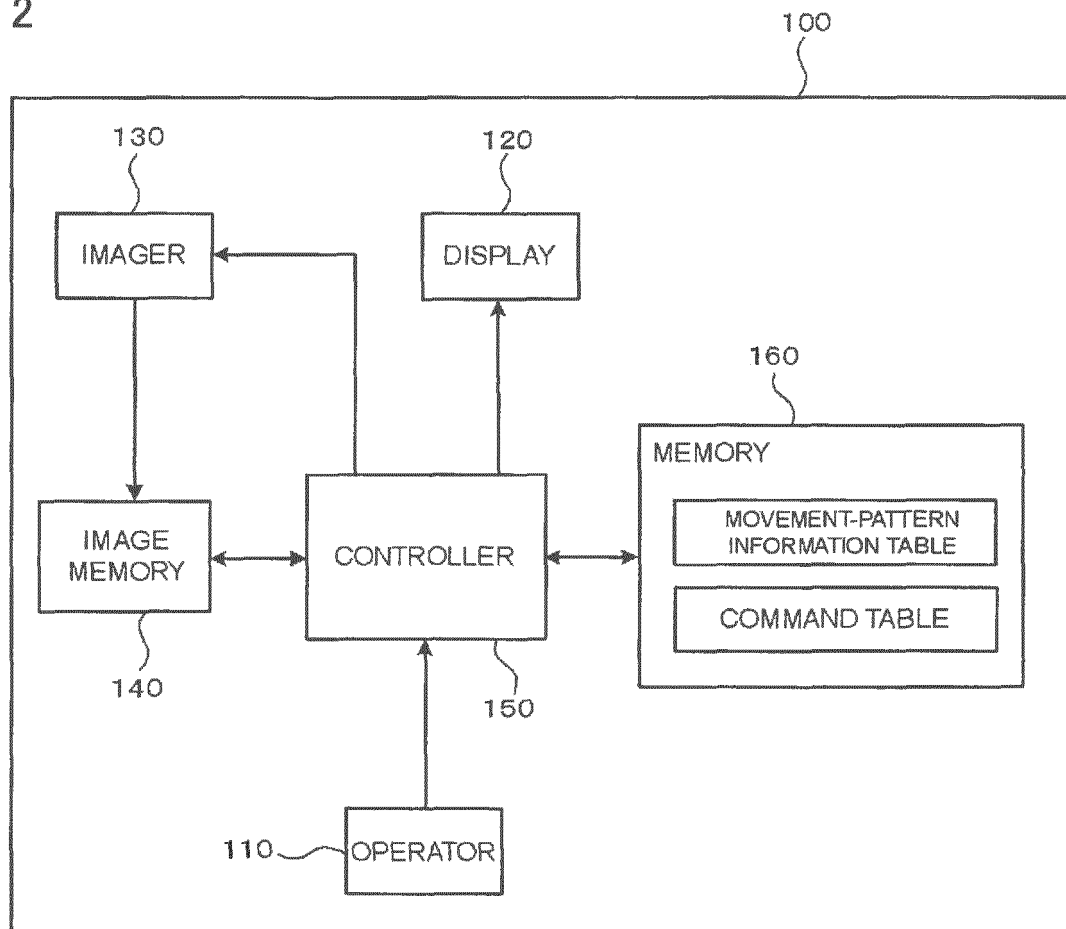 2
100
130
120
IMAGER
DISPLAY
160
MEMORY
MOVEMENT-PATTERN
INFORMATION TABLE
IMAGE
MEMORY
CONTROLLER
COMMAND TABLE
140
150
110
OPERATOR